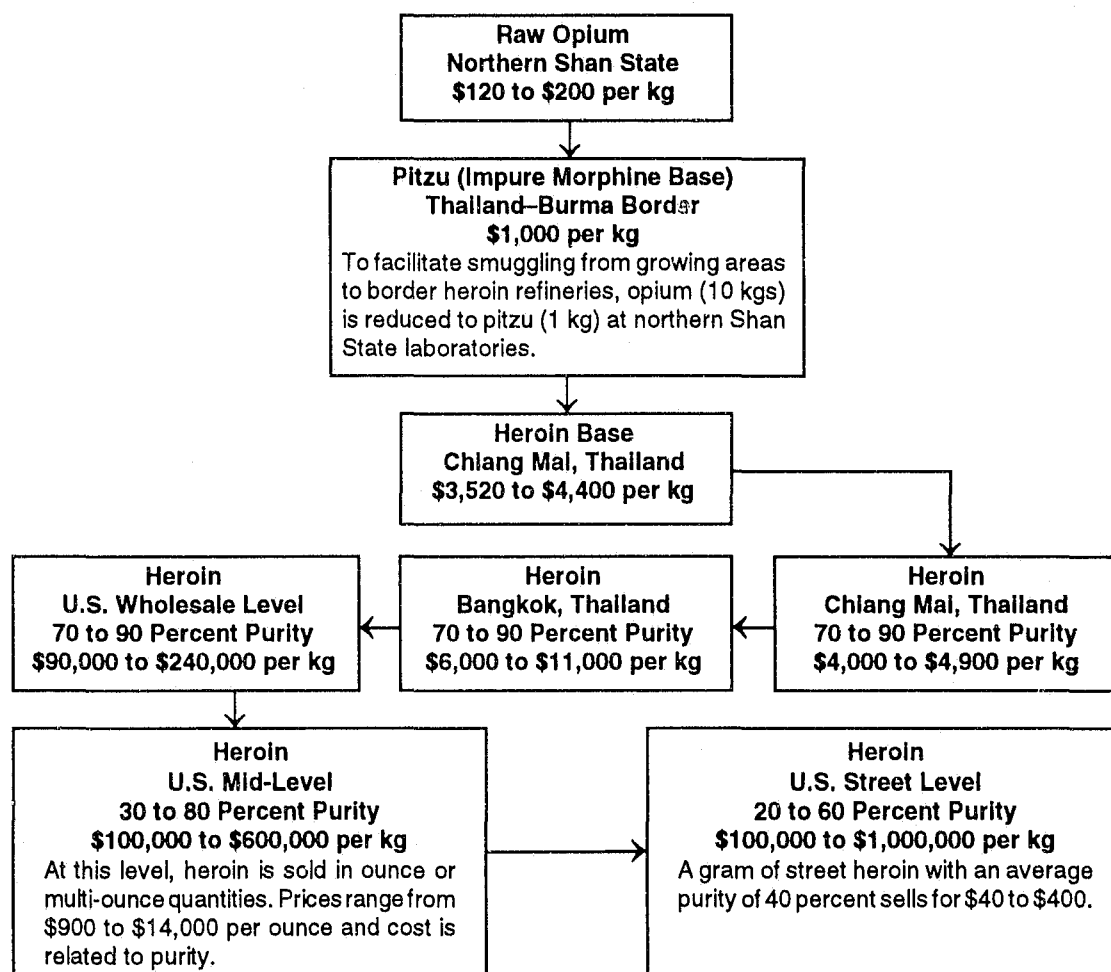 Raw Opium
Northern Shan State
$120 to $200 per kg
Pitzu (Impure Morphine Base)
Thailand–Burma Border
$1,000 per kg
To facilitate smuggling from growing areas
to border heroin refineries, opium (10 kgs)
is reduced to pitzu (1 kg) at northern Shan
State laboratories.
Heroin Base
Chiang Mai, Thailand
$3,520 to $4,400 per kg
Heroin
Chiang Mai, Thailand
70 to 90 Percent Purity
$4,000 to $4,900 per kg
Heroin
Bangkok, Thailand
70 to 90 Percent Purity
$6,000 to $11,000 per kg
Heroin
U.S. Wholesale Level
70 to 90 Percent Purity
$90,000 to $240,000 per kg
Heroin
U.S. Mid-Level
30 to 80 Percent Purity
$100,000 to $600,000 per kg
At this level, heroin is sold in ounce or
multi-ounce quantities. Prices range from
$900 to $14,000 per ounce and cost is
related to purity.
Heroin
U.S. Street Level
20 to 60 Percent Purity
$100,000 to $1,000,000 per kg
A gram of street heroin with an average
purity of 40 percent sells for $40 to $400.